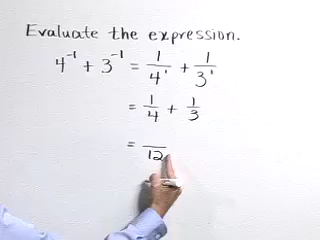 Evaluate the expression.
4⁻¹ + 3⁻¹ = 1/4¹ + 1/3¹
= 1/4 + 1/3
= /12